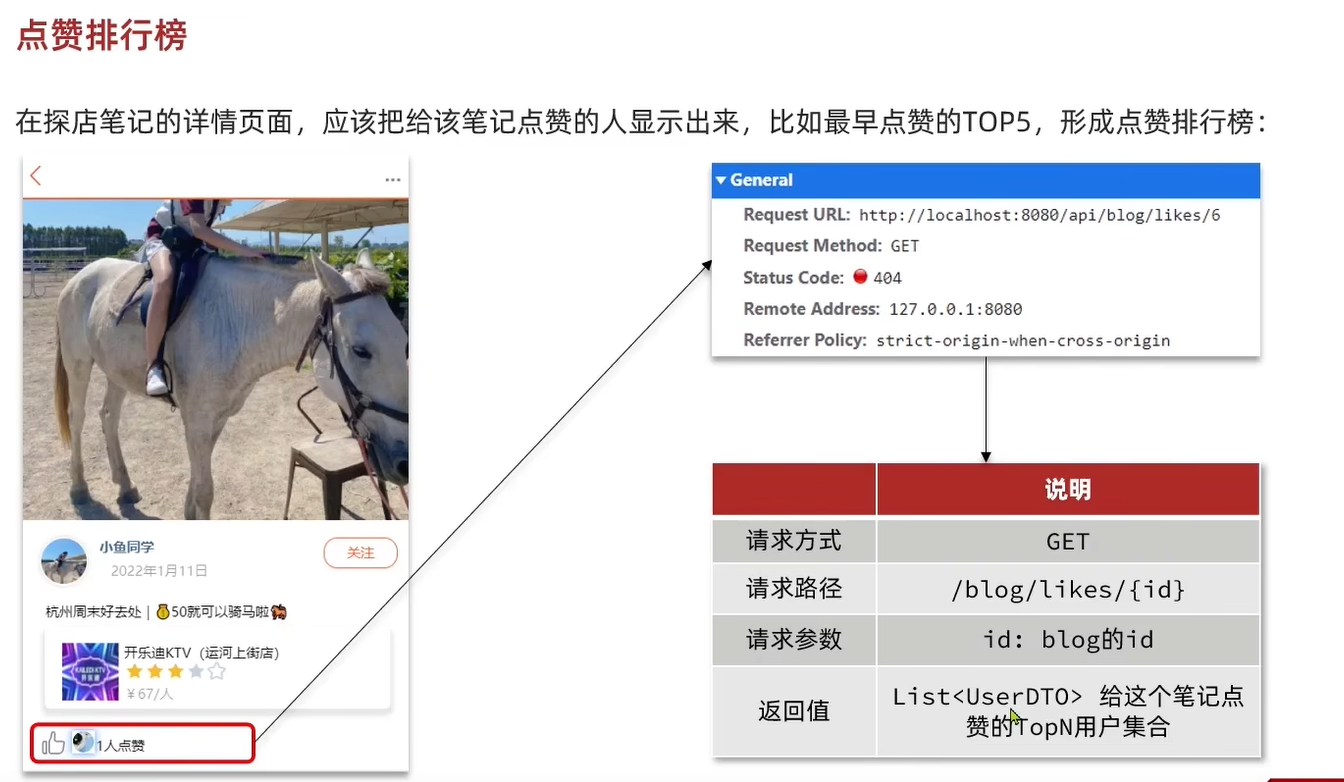 点赞排行榜
在探店笔记的详情页面，应该把给该笔记点赞的人显示出来，比如最早点赞的TOP5，形成点赞排行榜：
小鱼同学
关注
2022年1月11日
杭州周末好去处｜💰50就可以骑马啦🐎
开乐迪KTV（运河上街店）
￥67/人
1人点赞
General
Request URL: http://localhost:8080/api/blog/likes/6
Request Method: GET
Status Code: 404
Remote Address: 127.0.0.1:8080
Referrer Policy: strict-origin-when-cross-origin
说明
请求方式 GET
请求路径 /blog/likes/{id}
请求参数 id: blog的id
返回值 List<UserDTO> 给这个笔记点
赞的TopN用户集合